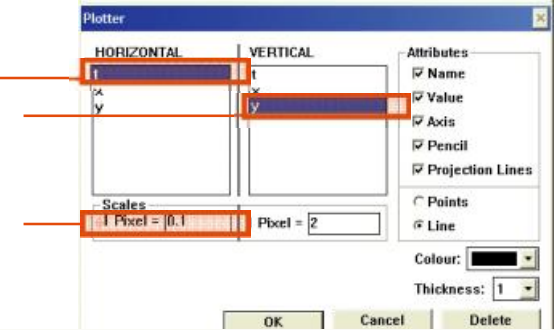 Plotter
HORIZONTAL
VERTICAL
Attributes
t
x
y
t
x
y
Name
Value
Axis
Pencil
Projection Lines
Scales
1 Pixel = 0.1
Pixel = 2
Points
Line
Colour:
Thickness: 1
OK
Cancel
Delete